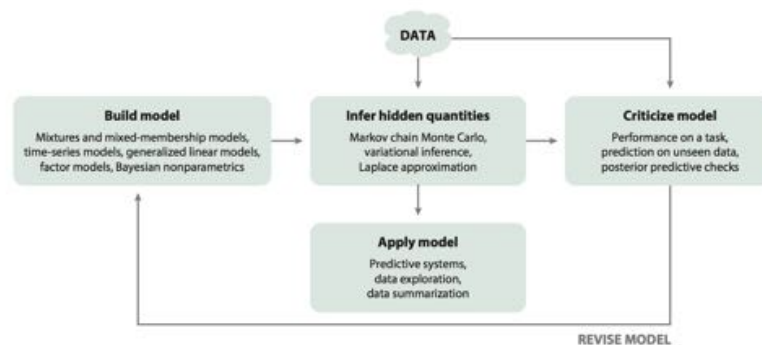 DATA
Build model
Mixtures and mixed-membership models,
time-series models, generalized linear models,
factor models, Bayesian nonparametrics
Infer hidden quantities
Markov chain Monte Carlo,
variational inference,
Laplace approximation
Criticize model
Performance on a task,
prediction on unseen data,
posterior predictive checks
Apply model
Predictive systems,
data exploration,
data summarization
REVISE MODEL